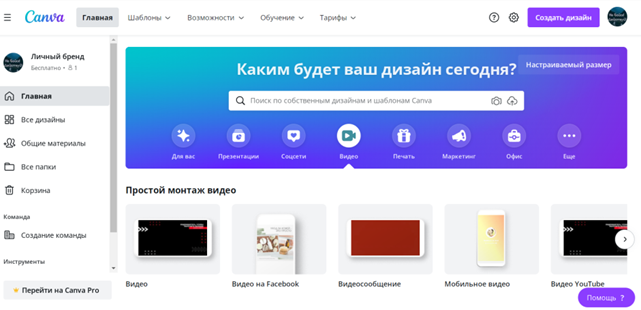 Canva
Главная
Шаблоны
Возможности
Обучение
Тарифы
Создать дизайн
Личный бренд
Бесплатно • 1
Главная
Все дизайны
Общие материалы
Все папки
Корзина
Команда
Создание команды
Инструменты
Перейти на Canva Pro
Каким будет ваш дизайн сегодня?
Настраиваемый размер
Поиск по собственным дизайнам и шаблонам Canva
Для вас
Презентации
Соцсети
Видео
Печать
Маркетинг
Офис
Еще
Простой монтаж видео
Видео
Видео на Facebook
Видеосообщение
Мобильное видео
Видео YouTube
Помощь ?